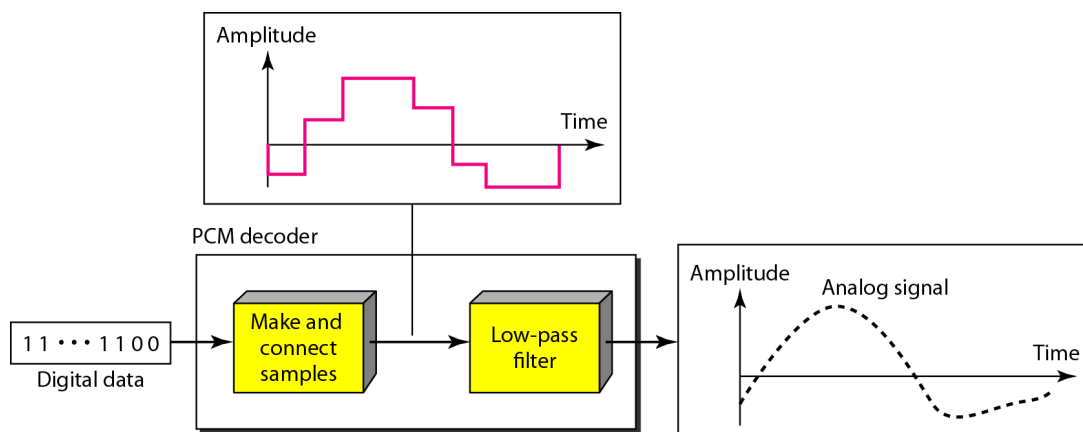 Amplitude
Time
PCM decoder
Make and
connect
samples
Low-pass
filter
11 • • • 1100
Digital data
Amplitude
Analog signal
Time